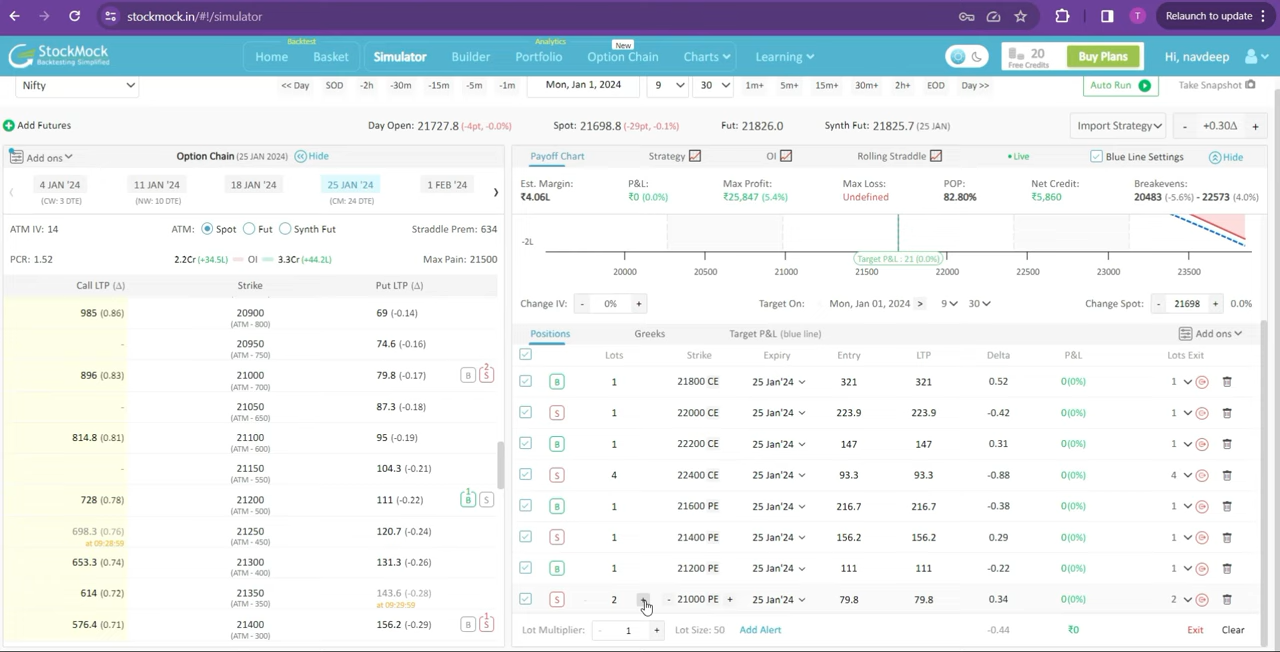 stockmock.in/#!/simulator
T
Relaunch to update
StockMock
Backtesting Simplified
Backtest
Home Basket Simulator Builder
Analytics
Portfolio
New
Option Chain Charts Learning
20
Free Credits
Buy Plans
Hi, navdeep
Nifty
<< Day SOD -2h -30m -15m -5m -1m Mon, Jan 1, 2024 9 30 1m+ 5m+ 15m+ 30m+ 2h+ EOD Day >>
Auto Run
Take Snapshot
Add Futures
Day Open: 21727.8 (-4pt, -0.0%) Spot: 21698.8 (-29pt, -0.1%) Fut: 21826.0 Synth Fut: 21825.7 (25 JAN)
Import Strategy
- +0.30Δ +
Add ons
Option Chain (25 JAN 2024) Hide
4 JAN '24 11 JAN '24 18 JAN '24 25 JAN '24 1 FEB '24
(CW: 3 DTE) (NW: 10 DTE) (CM: 24 DTE)
ATM IV: 14 ATM: Spot Fut Synth Fut Straddle Prem: 634
PCR: 1.52 2.2Cr (+34.5L) OI 3.3Cr (+44.2L) Max Pain: 21500
Call LTP (Δ) Strike Put LTP (Δ)
985 (0.86) 20900 69 (-0.14)
(ATM - 800)
- 20950 74.6 (-0.16)
(ATM - 750)
896 (0.83) 21000 79.8 (-0.17) B 2 S
(ATM - 700)
- 21050 87.3 (-0.18)
(ATM - 650)
814.8 (0.81) 21100 95 (-0.19)
(ATM - 600)
- 21150 104.3 (-0.21)
(ATM - 550)
728 (0.78) 21200 111 (-0.22) 1 B S
(ATM - 500)
698.3 (0.76) 21250 120.7 (-0.24)
at 09:28:59 (ATM - 450)
653.3 (0.74) 21300 131.3 (-0.26)
(ATM - 400)
614 (0.72) 21350 143.6 (-0.28)
(ATM - 350) at 09:29:59
576.4 (0.71) 21400 156.2 (-0.29) B 1 S
(ATM - 300)
Payoff Chart Strategy OI Rolling Straddle • Live Blue Line Settings Hide
Est. Margin: P&L: Max Profit: Max Loss: POP: Net Credit: Breakevens:
₹4.06L ₹0 (0.0%) ₹25,847 (5.4%) Undefined 82.80% ₹5,860 20483 (-5.6%) - 22573 (4.0%)
-2L
Target P&L : 21 (0.0%)
20000 20500 21000 21500 22000 22500 23000 23500
Change IV: - 0% + Target On: Mon, Jan 01, 2024 > 9 30 Change Spot: - 21698 + 0.0%
Positions Greeks Target P&L (blue line) Add ons
Lots Strike Expiry Entry LTP Delta P&L Lots Exit
B 1 21800 CE 25 Jan'24 321 321 0.52 0(0%) 1
S 1 22000 CE 25 Jan'24 223.9 223.9 -0.42 0(0%) 1
B 1 22200 CE 25 Jan'24 147 147 0.31 0(0%) 1
S 4 22400 CE 25 Jan'24 93.3 93.3 -0.88 0(0%) 4
B 1 21600 PE 25 Jan'24 216.7 216.7 -0.38 0(0%) 1
S 1 21400 PE 25 Jan'24 156.2 156.2 0.29 0(0%) 1
B 1 21200 PE 25 Jan'24 111 111 -0.22 0(0%) 1
S - 2 + - 21000 PE + 25 Jan'24 79.8 79.8 0.34 0(0%) 2
Lot Multiplier: - 1 + Lot Size: 50 Add Alert -0.44 ₹0 Exit Clear